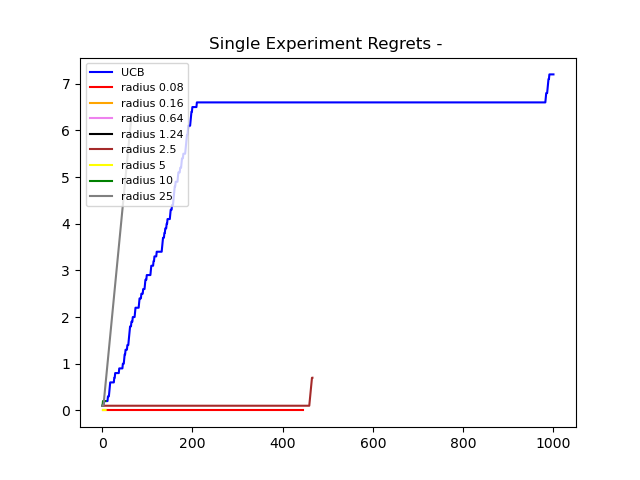 Single Experiment Regrets -
UCB
radius 0.08
radius 0.16
radius 0.64
radius 1.24
radius 2.5
radius 5
radius 10
radius 25
7
6
5
4
3
2
1
0
0 200 400 600 800 1000